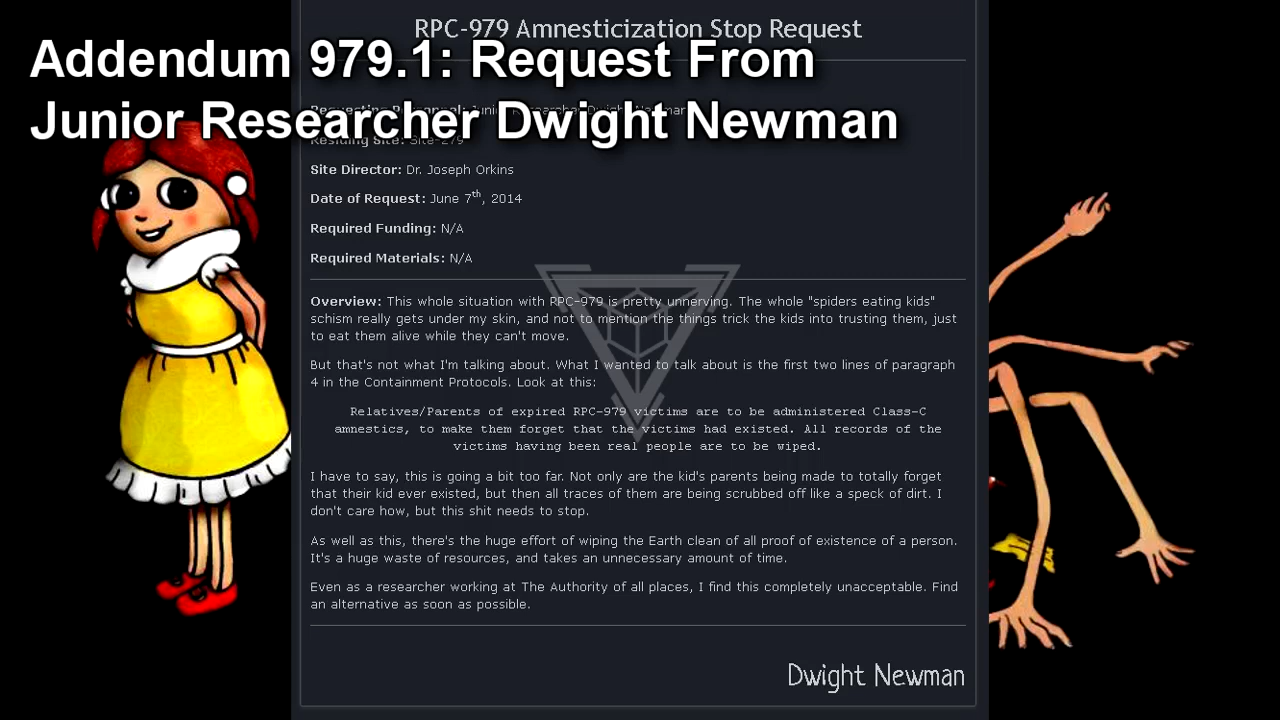 RPC-979 Amnesticization Stop Request
Addendum 979.1: Request From
Junior Researcher Dwight Newman
Requesting Personnel: Junior Researcher Dwight Newman
Residing Site: Site-279
Site Director: Dr. Joseph Orkins
Date of Request: June 7th, 2014
Required Funding: N/A
Required Materials: N/A
Overview: This whole situation with RPC-979 is pretty unnerving. The whole "spiders eating kids"
schism really gets under my skin, and not to mention the things trick the kids into trusting them, just
to eat them alive while they can't move.
But that's not what I'm talking about. What I wanted to talk about is the first two lines of paragraph
4 in the Containment Protocols. Look at this:
Relatives/Parents of expired RPC-979 victims are to be administered Class-C
amnestics, to make them forget that the victims had existed. All records of the
victims having been real people are to be wiped.
I have to say, this is going a bit too far. Not only are the kid's parents being made to totally forget
that their kid ever existed, but then all traces of them are being scrubbed off like a speck of dirt. I
don't care how, but this shit needs to stop.
As well as this, there's the huge effort of wiping the Earth clean of all proof of existence of a person.
It's a huge waste of resources, and takes an unnecessary amount of time.
Even as a researcher working at The Authority of all places, I find this completely unacceptable. Find
an alternative as soon as possible.
Dwight Newman